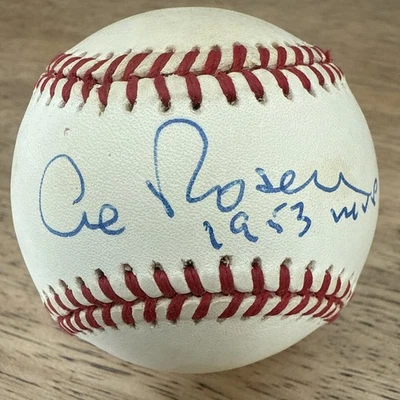 Al Rosen
1953 MVP